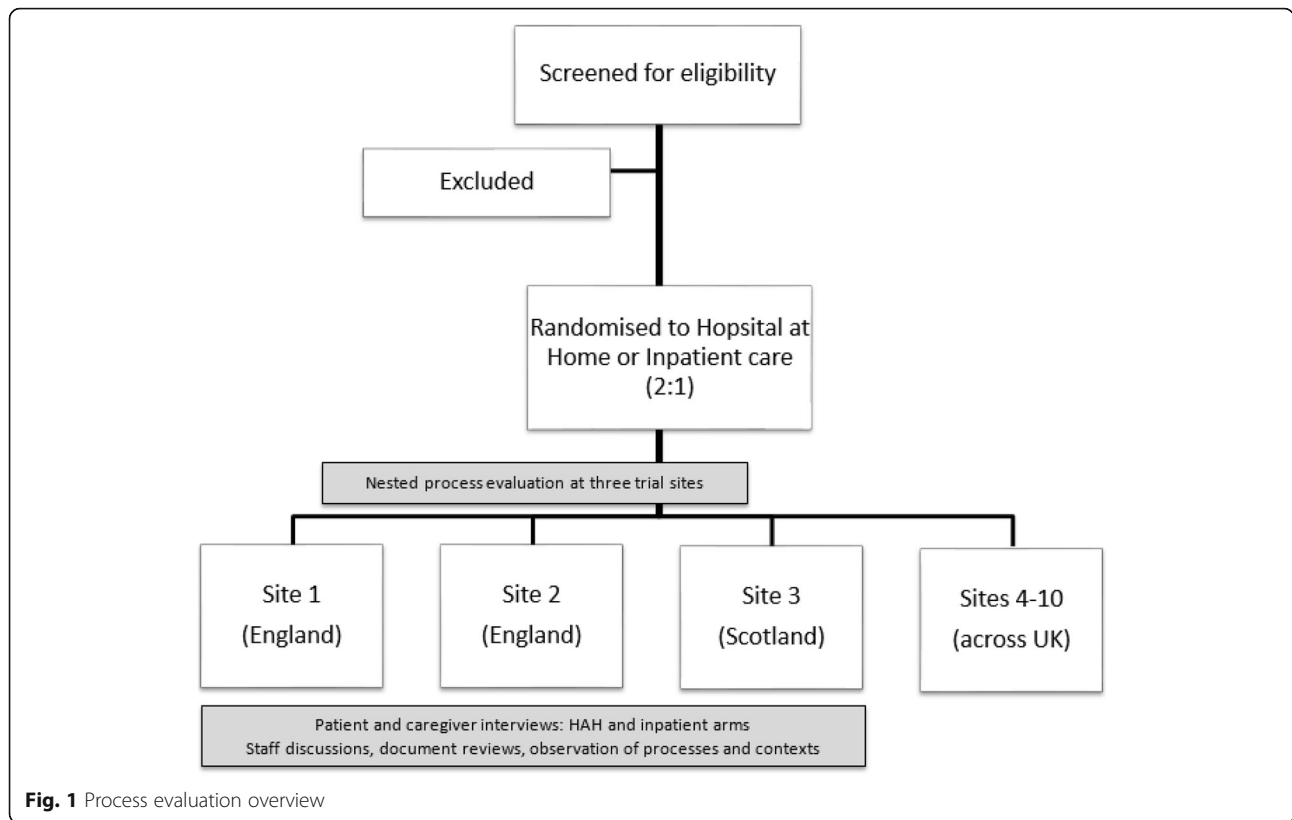 Screened for eligibility
Excluded
Randomised to Hopsital at
Home or Inpatient care
(2:1)
Nested process evaluation at three trial sites
Site 1
(England)
Site 2
(England)
Site 3
(Scotland)
Sites 4-10
(across UK)
Patient and caregiver interviews: HAH and inpatient arms
Staff discussions, document reviews, observation of processes and contexts
Fig. 1 Process evaluation overview